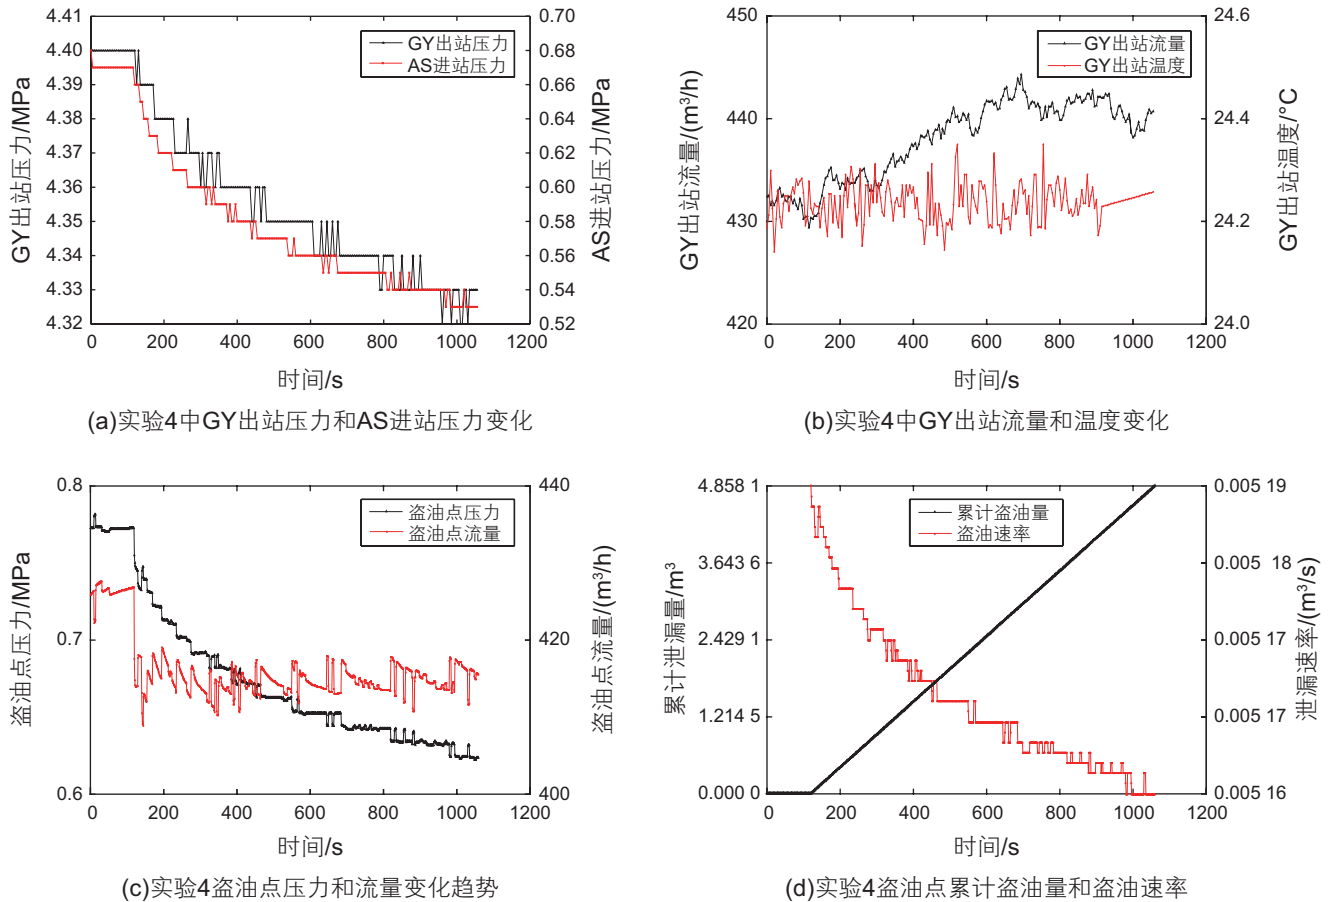 4.41
4.40
4.39
4.38
4.37
4.36
4.35
4.34
4.33
4.32
GY出站压力/MPa
0.70
0.68
0.66
0.64
0.62
0.60
0.58
0.56
0.54
0.52
AS进站压力/MPa
GY出站压力
AS进站压力
0 200 400 600 800 1000 1200
时间/s
(a)实验4中GY出站压力和AS进站压力变化
450
440
430
420
GY出站流量/(m³/h)
24.6
24.4
24.2
24.0
GY出站温度/°C
GY出站流量
GY出站温度
0 200 400 600 800 1000 1200
时间/s
(b)实验4中GY出站流量和温度变化
0.8
0.7
0.6
盗油点压力/MPa
440
420
400
盗油点流量/(m³/h)
盗油点压力
盗油点流量
0 200 400 600 800 1000 1200
时间/s
(c)实验4盗油点压力和流量变化趋势
4.858 1
3.643 6
2.429 1
1.214 5
0.000 0
累计泄漏量/m³
0.005 19
0.005 18
0.005 17
0.005 17
0.005 16
泄漏速率/(m³/s)
累计盗油量
盗油速率
0 200 400 600 800 1000 1200
时间/s
(d)实验4盗油点累计盗油量和盗油速率